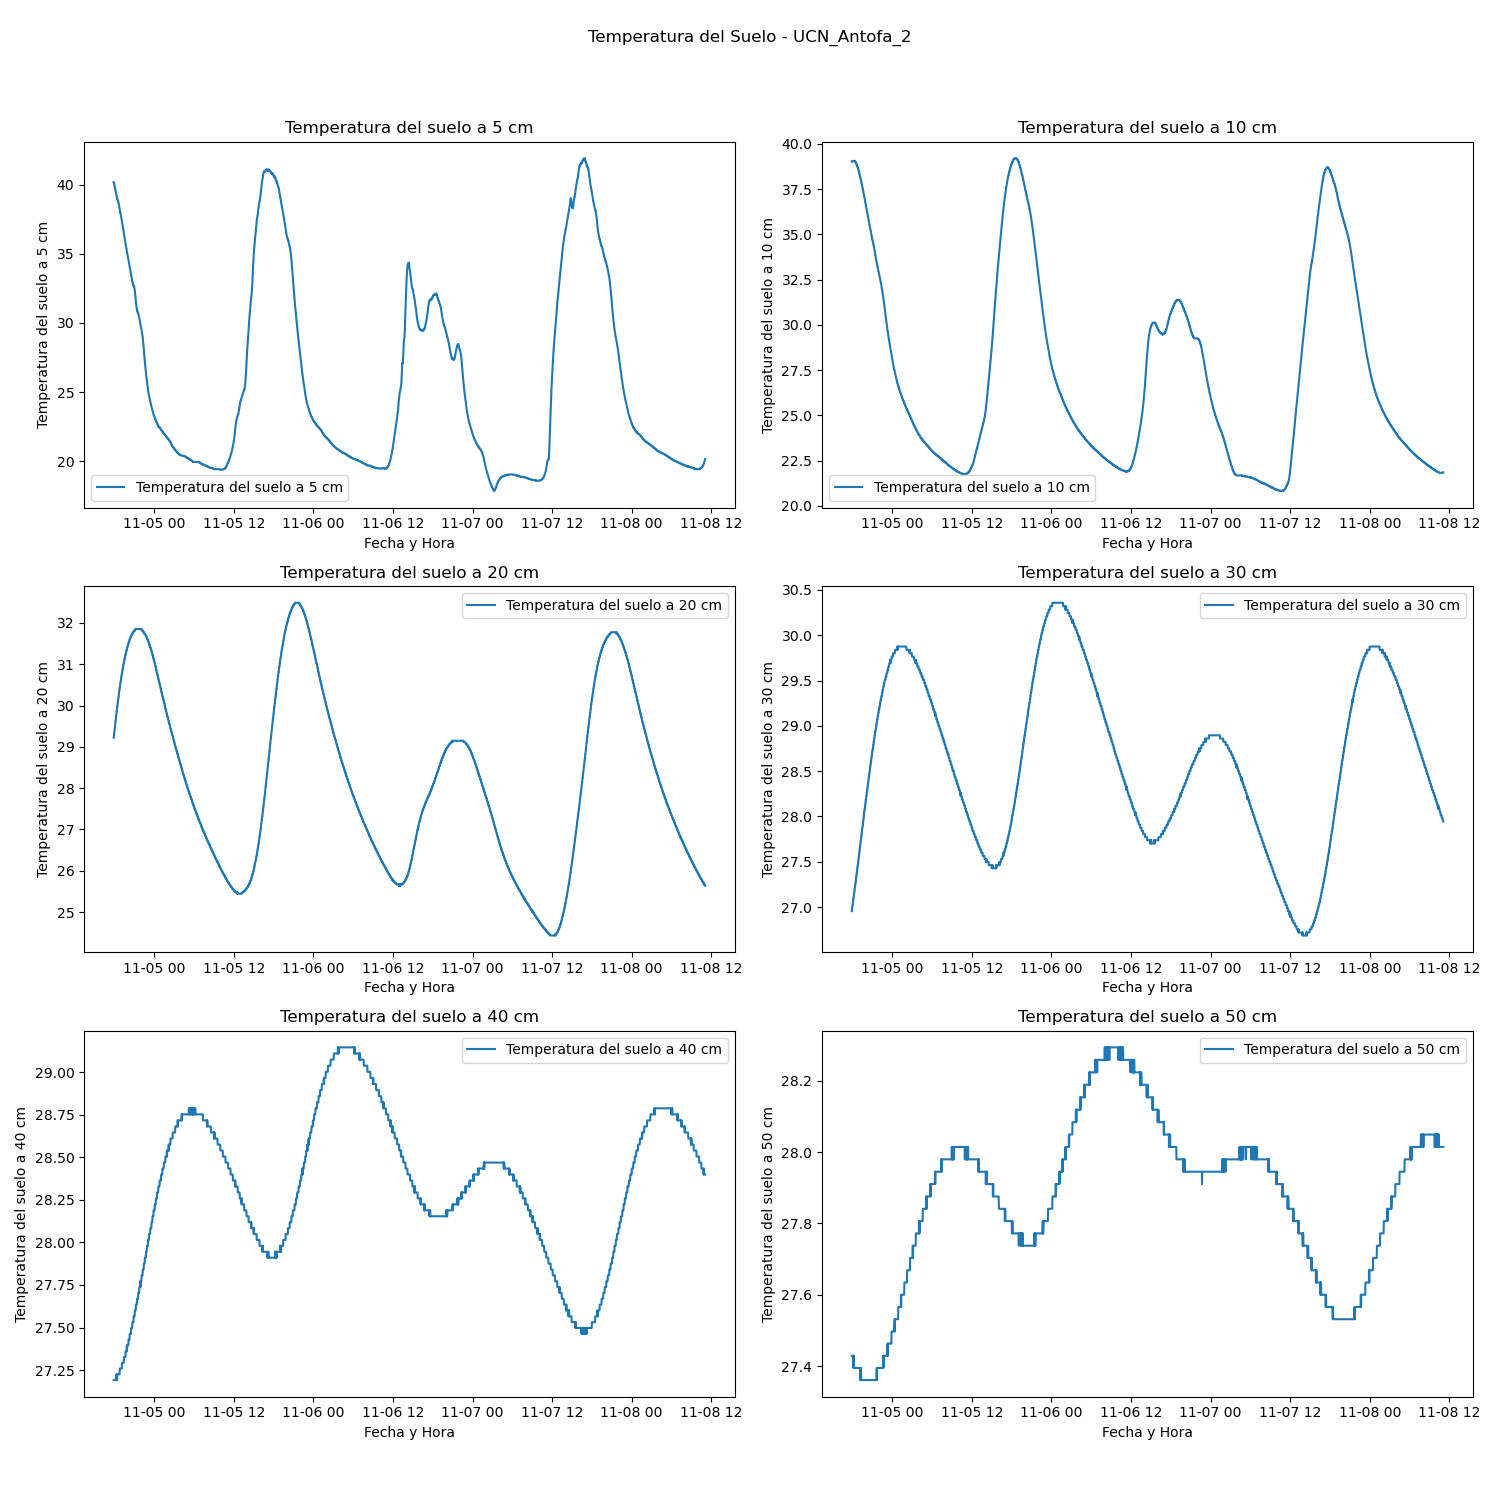 Temperatura del Suelo - UCN_Antofa_2
Temperatura del suelo a 5 cm
Temperatura del suelo a 5 cm
40
35
30
25
20
Temperatura del suelo a 5 cm
11-05 00 11-05 12 11-06 00 11-06 12 11-07 00 11-07 12 11-08 00 11-08 12
Fecha y Hora
Temperatura del suelo a 10 cm
Temperatura del suelo a 10 cm
40.0
37.5
35.0
32.5
30.0
27.5
25.0
22.5
20.0
Temperatura del suelo a 10 cm
11-05 00 11-05 12 11-06 00 11-06 12 11-07 00 11-07 12 11-08 00 11-08 12
Fecha y Hora
Temperatura del suelo a 20 cm
Temperatura del suelo a 20 cm
32
31
30
29
28
27
26
25
Temperatura del suelo a 20 cm
11-05 00 11-05 12 11-06 00 11-06 12 11-07 00 11-07 12 11-08 00 11-08 12
Fecha y Hora
Temperatura del suelo a 30 cm
Temperatura del suelo a 30 cm
30.5
30.0
29.5
29.0
28.5
28.0
27.5
27.0
Temperatura del suelo a 30 cm
11-05 00 11-05 12 11-06 00 11-06 12 11-07 00 11-07 12 11-08 00 11-08 12
Fecha y Hora
Temperatura del suelo a 40 cm
Temperatura del suelo a 40 cm
29.00
28.75
28.50
28.25
28.00
27.75
27.50
27.25
Temperatura del suelo a 40 cm
11-05 00 11-05 12 11-06 00 11-06 12 11-07 00 11-07 12 11-08 00 11-08 12
Fecha y Hora
Temperatura del suelo a 50 cm
Temperatura del suelo a 50 cm
28.2
28.0
27.8
27.6
27.4
Temperatura del suelo a 50 cm
11-05 00 11-05 12 11-06 00 11-06 12 11-07 00 11-07 12 11-08 00 11-08 12
Fecha y Hora